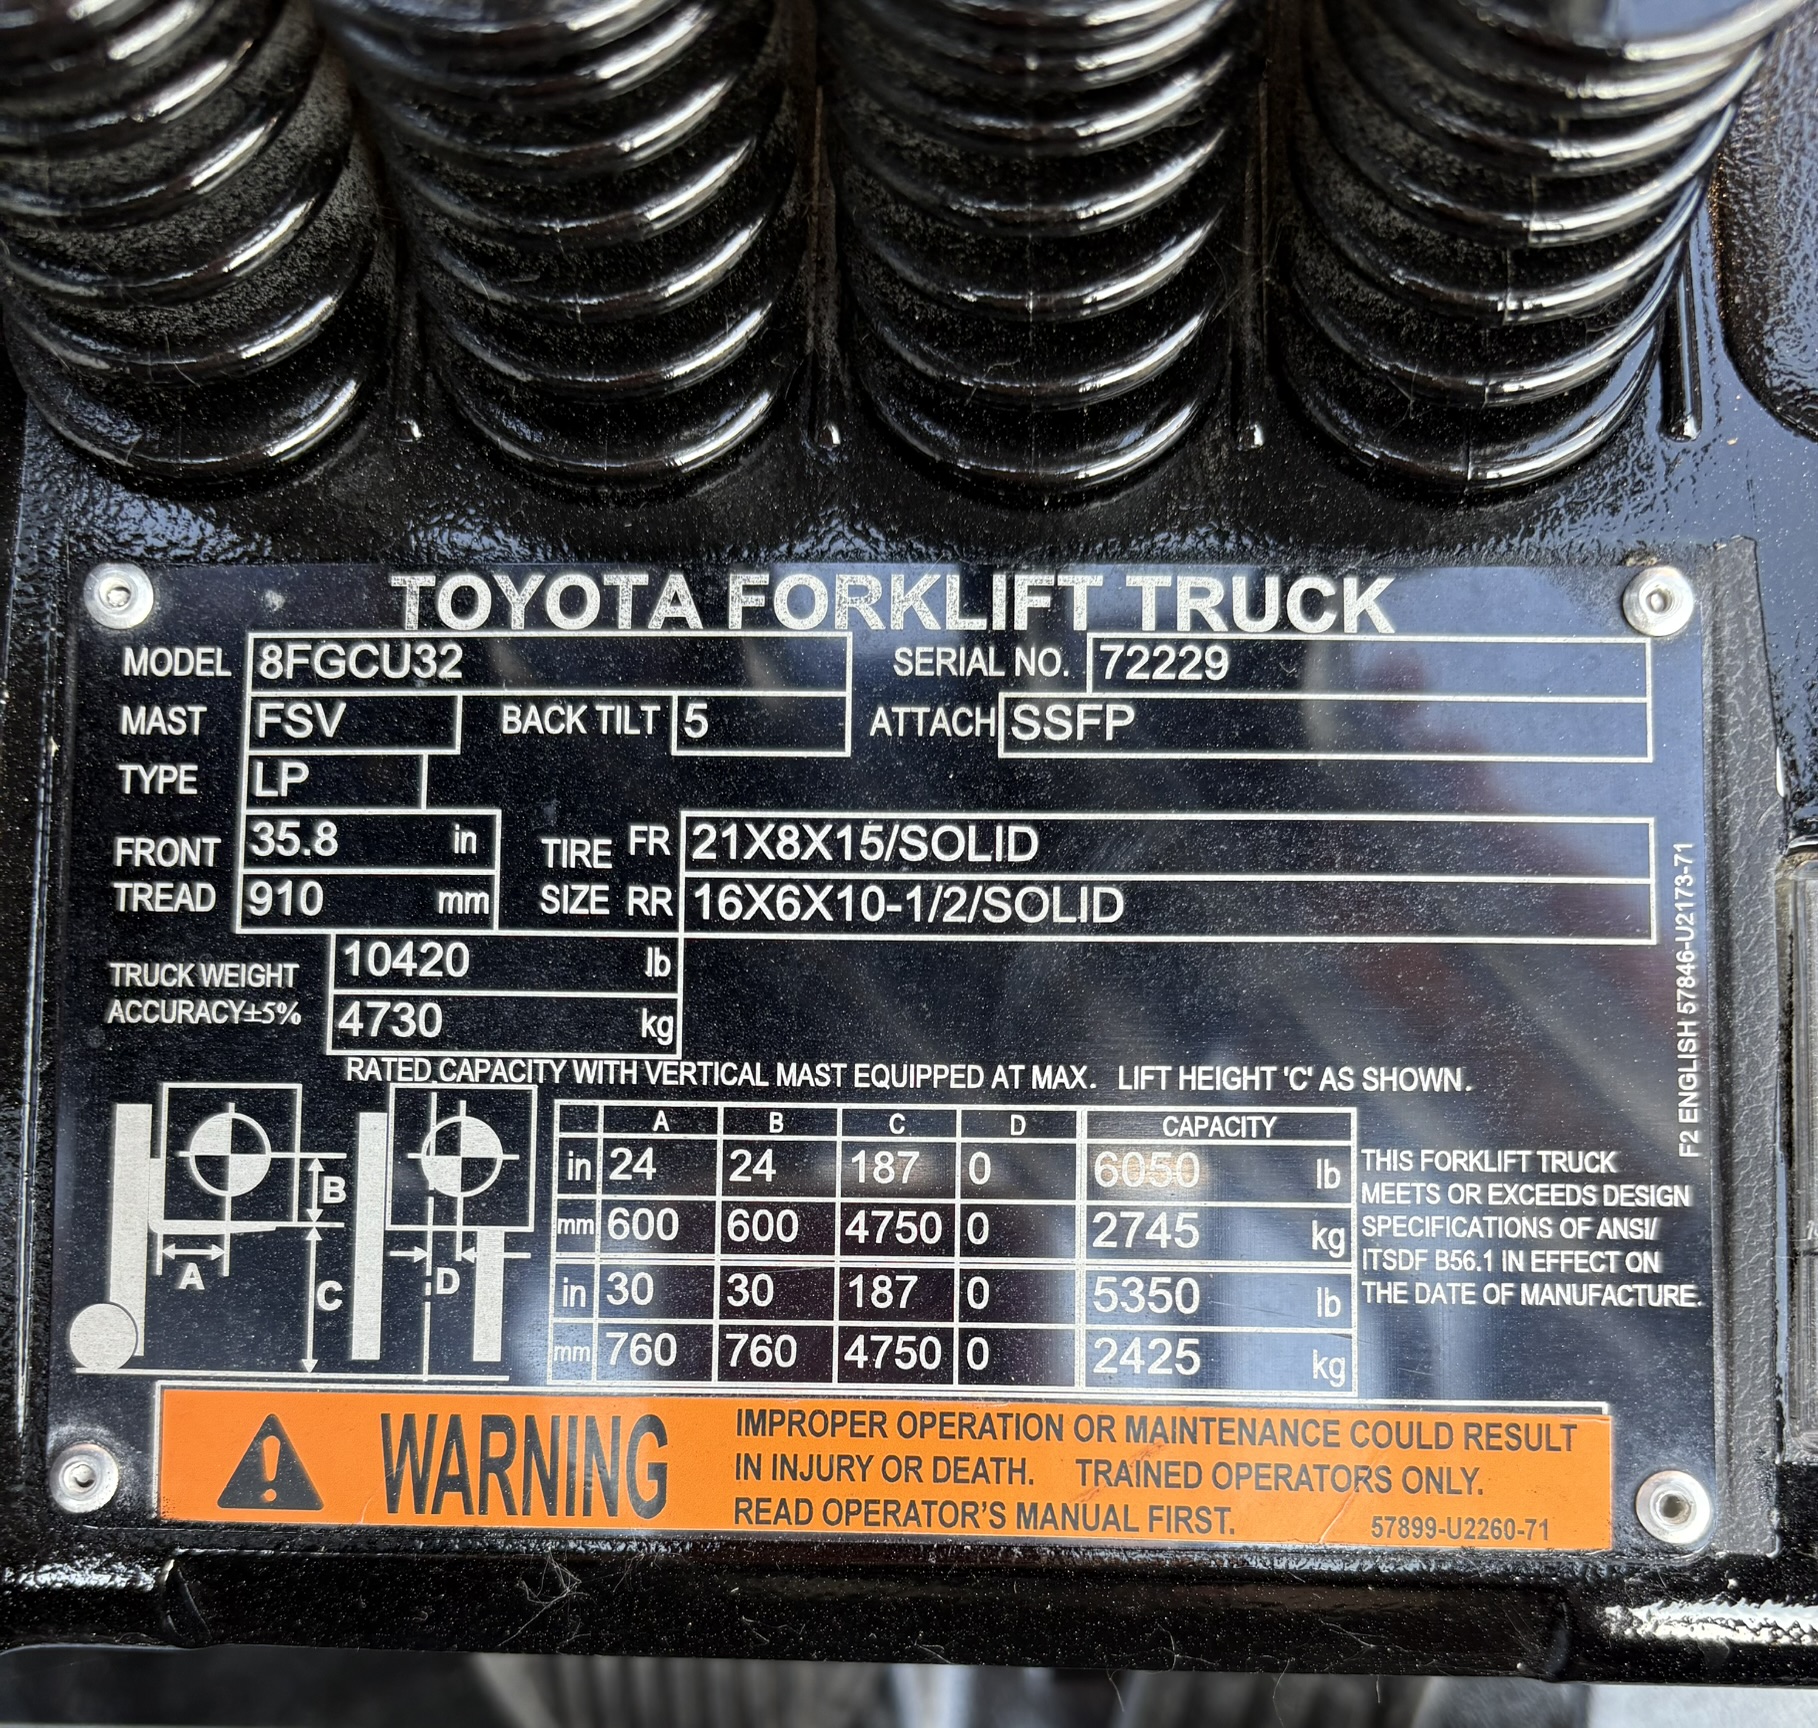 TOYOTA FORKLIFT TRUCK
MODEL 8FGCU32 SERIAL NO. 72229
MAST FSV BACK TILT 5 ATTACH SSFP
TYPE LP
FRONT TREAD 35.8 in TIRE SIZE FR 21X8X15/SOLID
910 mm RR 16X6X10-1/2/SOLID
TRUCK WEIGHT 10420 lb
ACCURACY±5% 4730 kg
RATED CAPACITY WITH VERTICAL MAST EQUIPPED AT MAX. LIFT HEIGHT 'C' AS SHOWN.
A B C D CAPACITY
in 24 24 187 0 6050 lb
mm 600 600 4750 0 2745 kg
in 30 30 187 0 5350 lb
mm 760 760 4750 0 2425 kg
B
A
C
D
THIS FORKLIFT TRUCK
MEETS OR EXCEEDS DESIGN
SPECIFICATIONS OF ANSI/
ITSDF B56.1 IN EFFECT ON
THE DATE OF MANUFACTURE.
F2 ENGLISH 57846-U2173-71
WARNING
IMPROPER OPERATION OR MAINTENANCE COULD RESULT
IN INJURY OR DEATH. TRAINED OPERATORS ONLY.
READ OPERATOR'S MANUAL FIRST.
57899-U2260-71